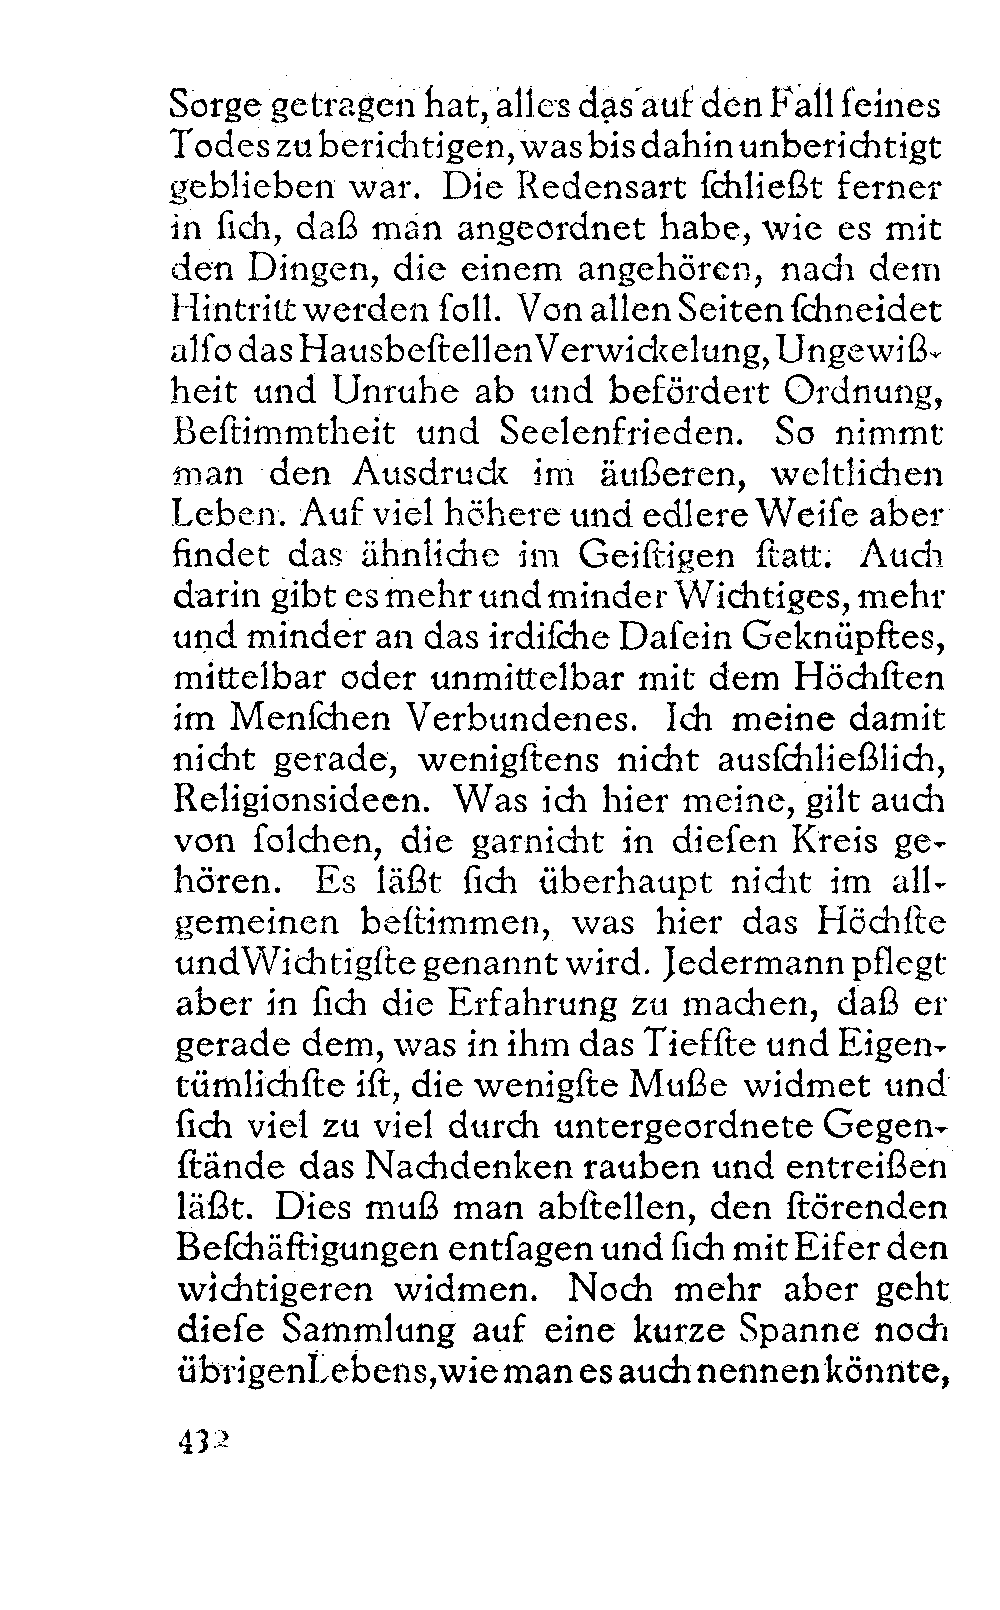 Sorge getragen hat, alles das auf den Fall ſeines
Todes zu berichtigen, was bis dahin unberichtigt
geblieben war. Die Redensart ſchließt ferner
in ſich, daß man angeordnet habe, wie es mit
den Dingen, die einem angehören, nach dem
Hintritt werden ſoll. Von allen Seiten ſchneidet
alſo das Hausbeſtellen Verwickelung, Ungewiß-
heit und Unruhe ab und befördert Ordnung,
Beſtimmtheit und Seelenfrieden. So nimmt
man den Ausdruck im äußeren, weltlichen
Leben. Auf viel höhere und edlere Weiſe aber
findet das ähnliche im Geiſtigen ſtatt. Auch
darin gibt es mehr und minder Wichtiges, mehr
und minder an das irdiſche Daſein Geknüpftes,
mittelbar oder unmittelbar mit dem Höchſten
im Menſchen Verbundenes. Ich meine damit
nicht gerade, wenigſtens nicht ausſchließlich,
Religionsideen. Was ich hier meine, gilt auch
von ſolchen, die garnicht in dieſen Kreis ge-
hören. Es läßt ſich überhaupt nicht im all-
gemeinen beſtimmen, was hier das Höchſte
und Wichtigſte genannt wird. Jedermann pflegt
aber in ſich die Erfahrung zu machen, daß er
gerade dem, was in ihm das Tiefſte und Eigen-
tümlichſte iſt, die wenigſte Muße widmet und
ſich viel zu viel durch untergeordnete Gegen-
ſtände das Nachdenken rauben und entreißen
läßt. Dies muß man abſtellen, den ſtörenden
Beſchäftigungen entſagen und ſich mit Eifer den
wichtigeren widmen. Noch mehr aber geht
dieſe Sammlung auf eine kurze Spanne noch
übrigen Lebens, wie man es auch nennen könnte,
432